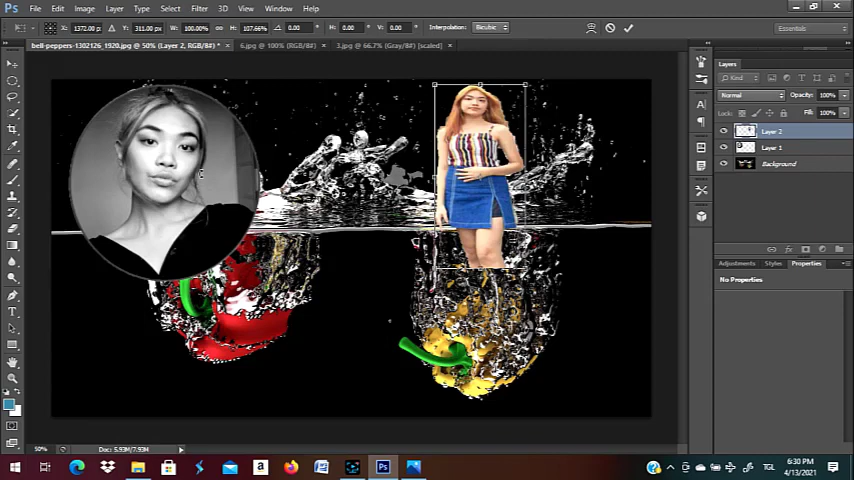 Ps File Edit Image Layer Type Select Filter 3D View Window Help
X: 1372.00 p Y: 311.00 px W: 100.00% H: 107.66% 0.00 H: 0.00 V: 0.00 Interpolation: Bicubic Essentials
bell-peppers-1302126_1920.jpg @ 50% (Layer 2, RGB/8#) * × 6.jpg @ 100% (RGB/8#) × 3.jpg @ 66.7% (Gray/8#) [scaled] ×
Layers
Kind
Normal Opacity: 100%
Lock: Fill: 100%
Layer 2
Layer 1
Background
Adjustments Styles Properties
No Properties
50% Doc: 5.93M/7.93M
TGL 6:30 PM
4/13/2021